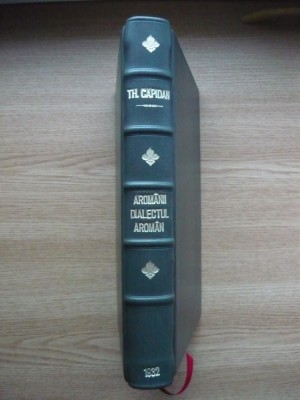 TH. CAPIDAN
AROMÂNII
DIALECTUL
AROMÂN
1932